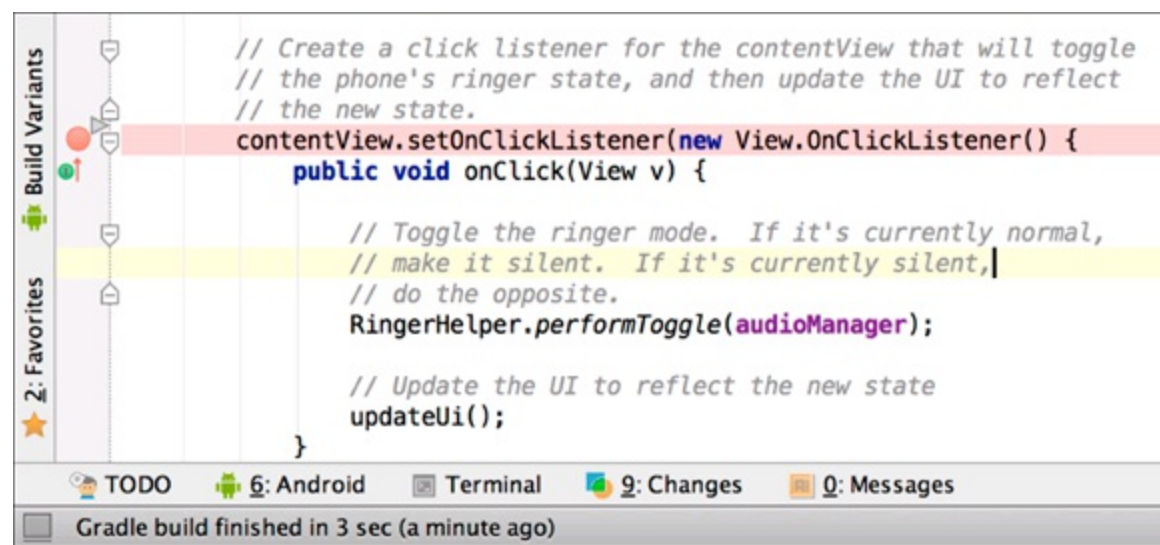 Build Variants
2: Favorites
// Create a click listener for the contentView that will toggle
// the phone's ringer state, and then update the UI to reflect
// the new state.
contentView.setOnClickListener(new View.OnClickListener() {
public void onClick(View v) {
// Toggle the ringer mode.  If it's currently normal,
// make it silent.  If it's currently silent,
// do the opposite.
RingerHelper.performToggle(audioManager);
// Update the UI to reflect the new state
updateUi();
}
TODO 6: Android Terminal 9: Changes 0: Messages
Gradle build finished in 3 sec (a minute ago)